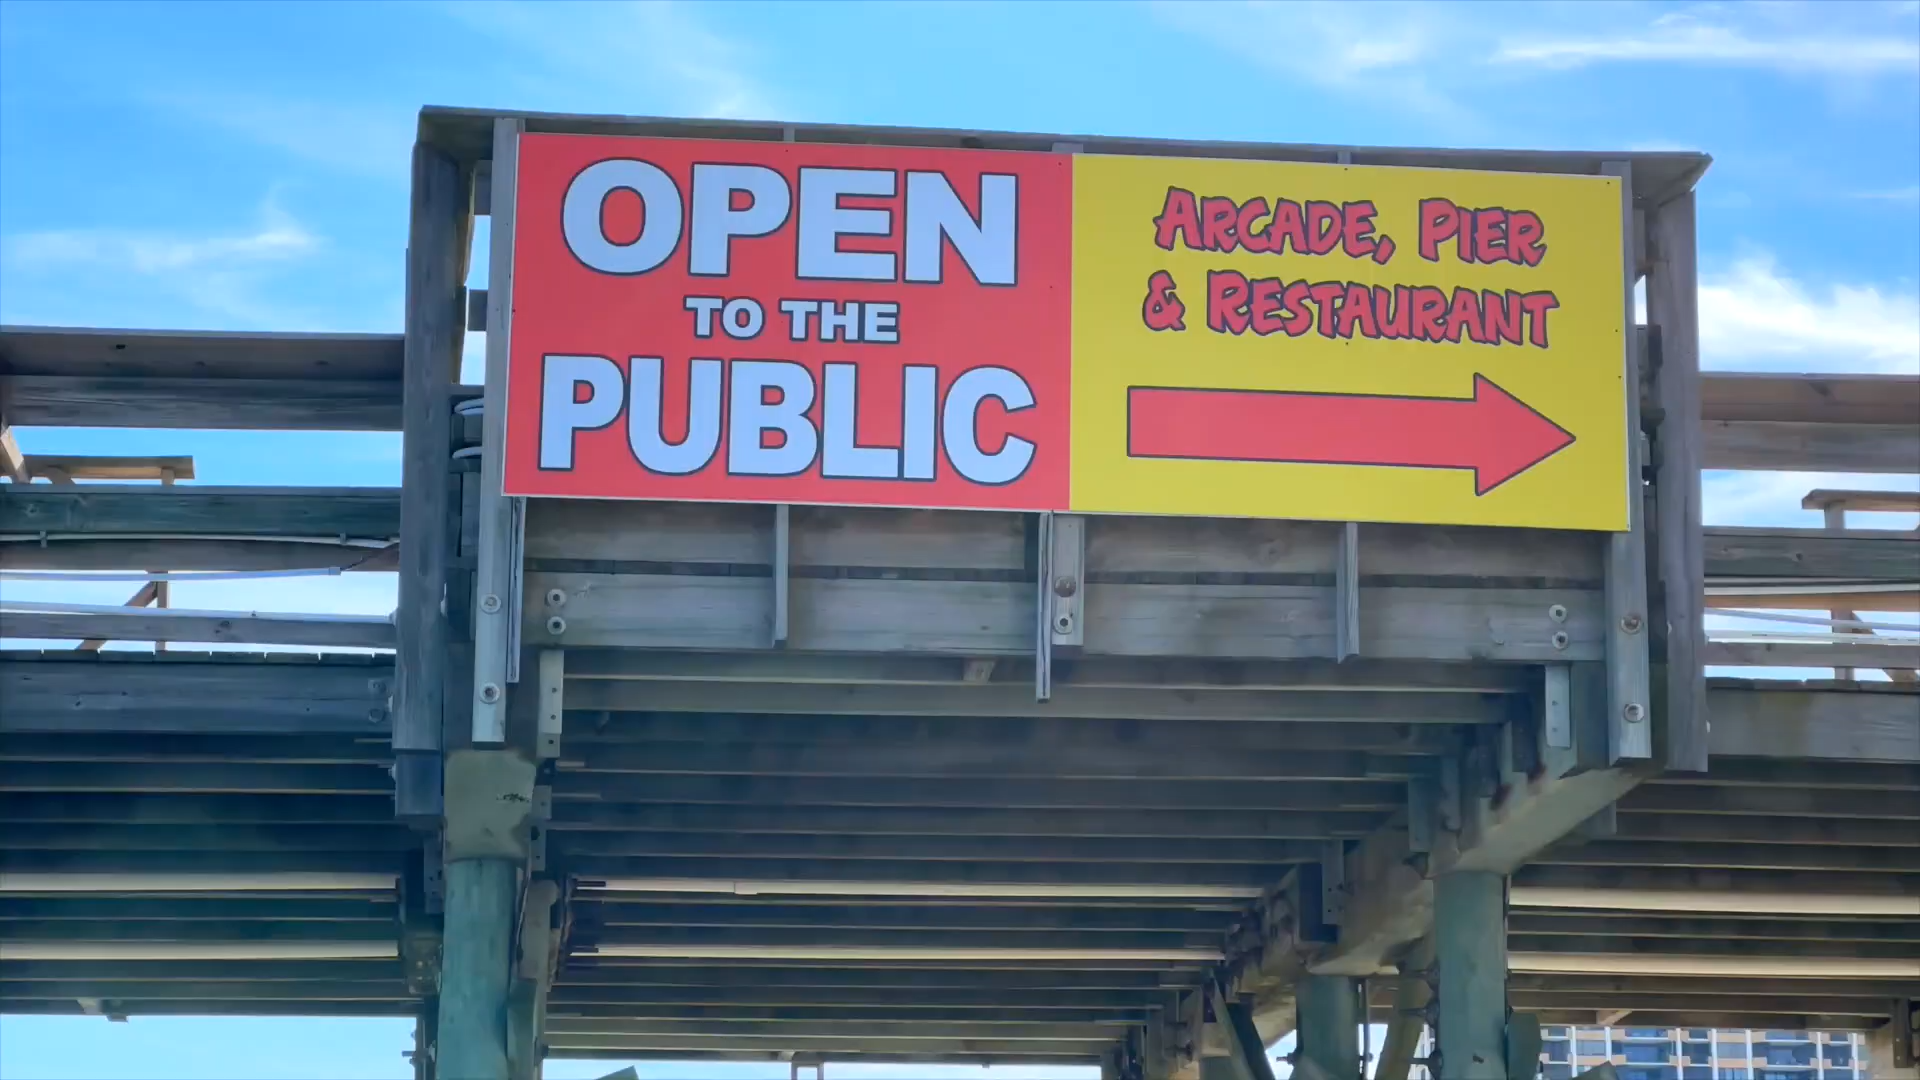 OPEN
TO THE
PUBLIC
ARCADE, PIER
& RESTAURANT